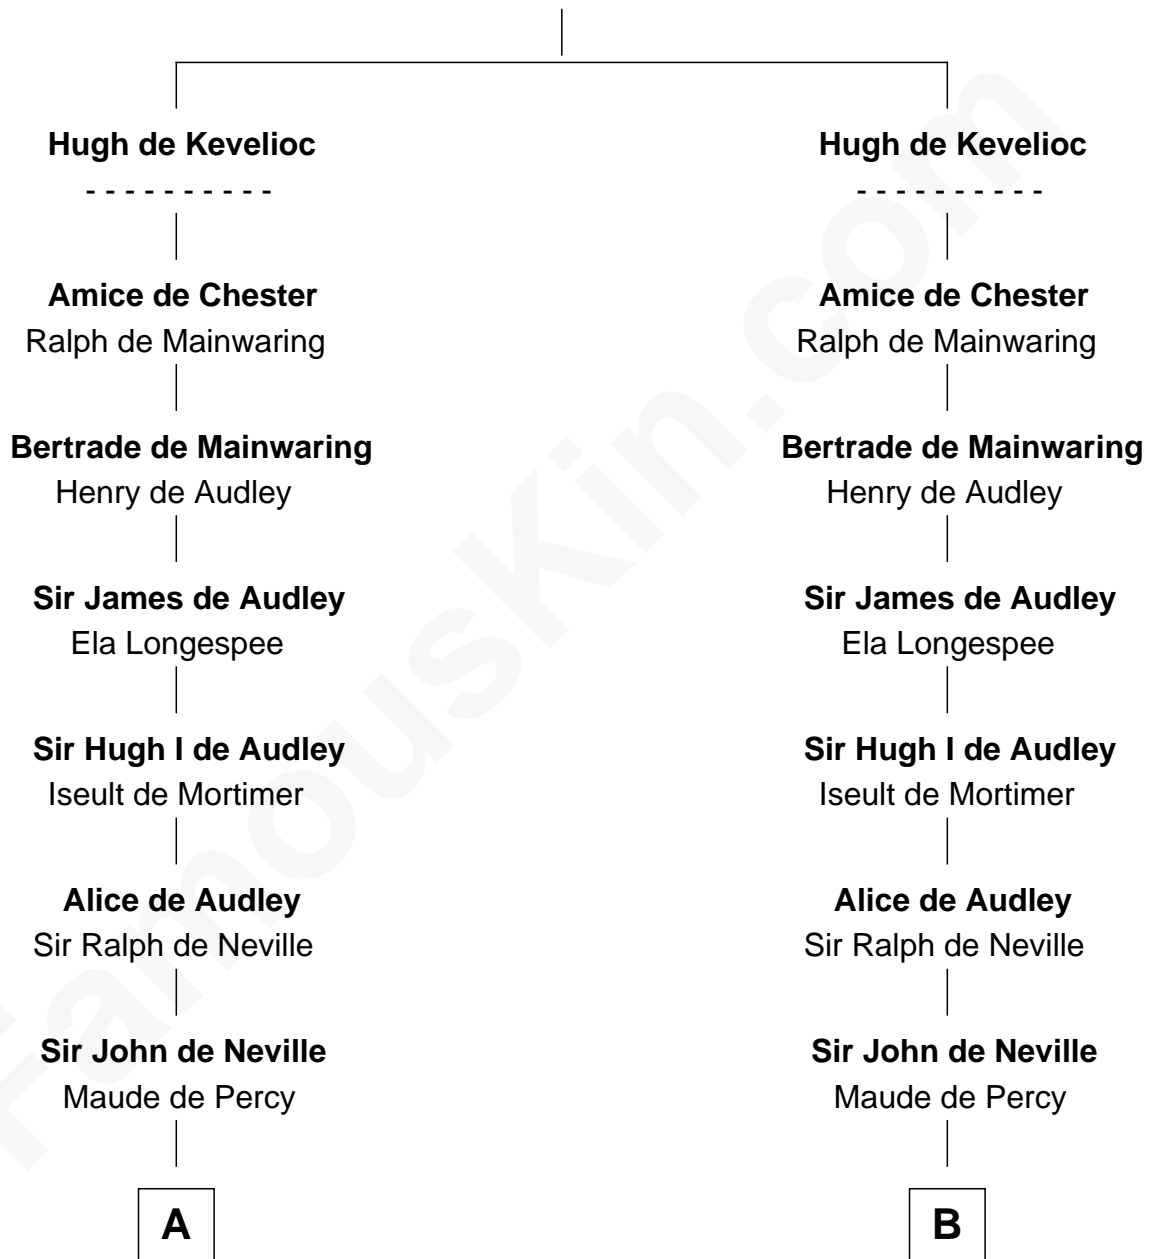 Hugh de Kevelioc Hugh de Kevelioc
- - - - - - - - - - - - - - - - - - - -
Amice de Chester Amice de Chester
Ralph de Mainwaring Ralph de Mainwaring
Bertrade de Mainwaring Bertrade de Mainwaring
Henry de Audley Henry de Audley
Sir James de Audley Sir James de Audley
Ela Longespee Ela Longespee
Sir Hugh I de Audley Sir Hugh I de Audley
Iseult de Mortimer Iseult de Mortimer
Alice de Audley Alice de Audley
Sir Ralph de Neville Sir Ralph de Neville
Sir John de Neville Sir John de Neville
Maude de Percy Maude de Percy
A B
FamousKin.com